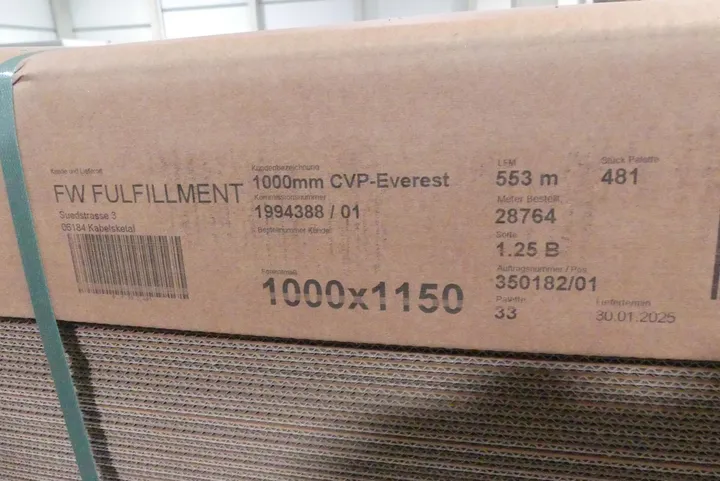 FW FULFILLMENT
Suedstrasse 3
06184 Kabelsketal
1000mm CVP-Everest
1994388 / 01
1000x1150
LFM
553 m
Meter Bestellt
28764
Sorte
1.25 B
Auftragsnummer / Pos
350182/01
Palette
33
Stück Palette
481
Liefertermin
30.01.2025